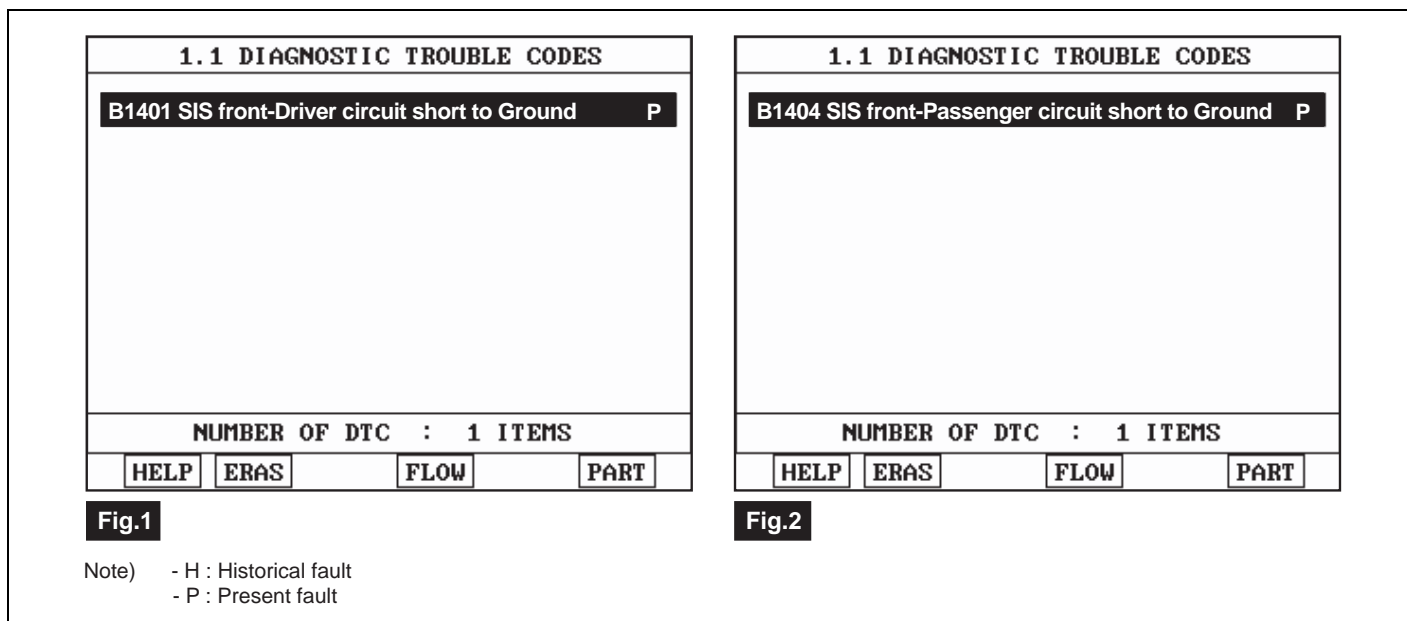 1.1 DIAGNOSTIC TROUBLE CODES
B1401 SIS front-Driver circuit short to Ground P
NUMBER OF DTC : 1 ITEMS
HELP ERAS FLOW PART
Fig.1
1.1 DIAGNOSTIC TROUBLE CODES
B1404 SIS front-Passenger circuit short to Ground P
NUMBER OF DTC : 1 ITEMS
HELP ERAS FLOW PART
Fig.2
Note) - H : Historical fault
- P : Present fault